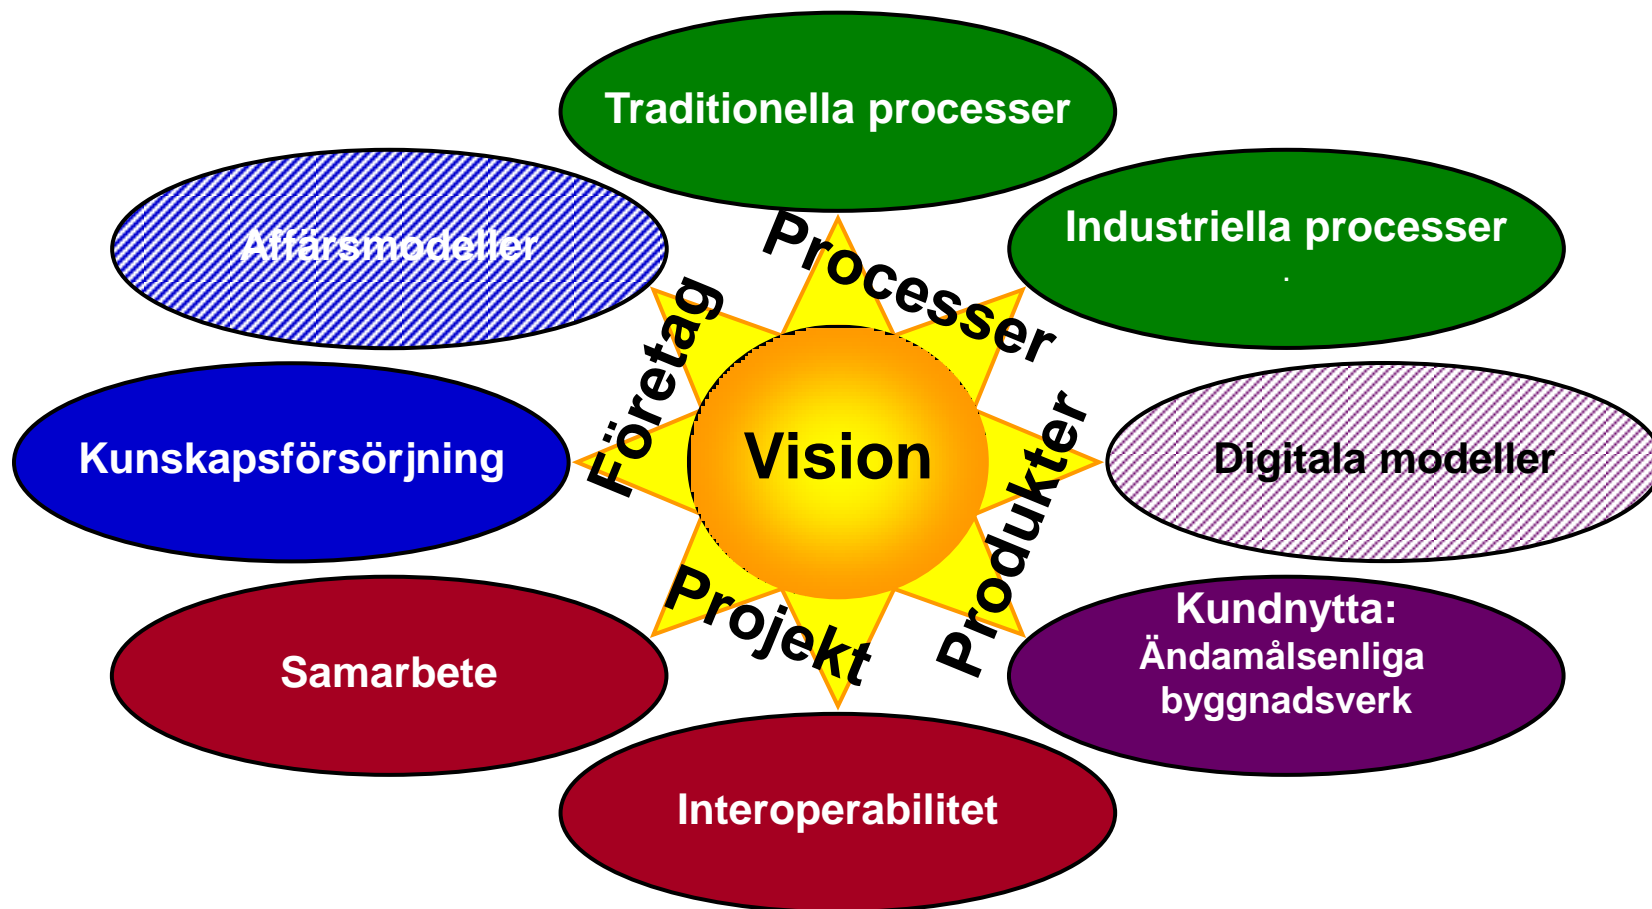 Traditionella processer
Affärsmodeller
Industriella processer
.
Processer
Företag
Kunskapsförsörjning
Vision
Produkter
Digitala modeller
Projekt
Samarbete
Kundnytta:
Ändamålsenliga
byggnadsverk
Interoperabilitet